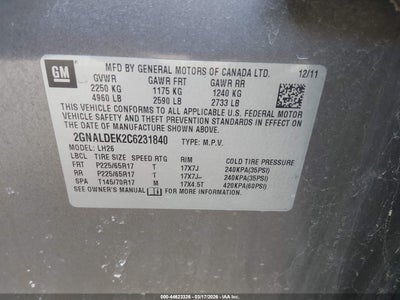 GM
MFD BY GENERAL MOTORS OF CANADA LTD. 12/11
GVWR GAWR FRT GAWR RR
2250 KG 1175 KG 1240 KG
4960 LB 2590 LB 2733 LB
THIS VEHICLE CONFORMS TO ALL APPLICABLE U.S. FEDERAL MOTOR
VEHICLE SAFETY AND THEFT PREVENTION STANDARDS IN EFFECT ON
THE DATE OF MANUFACTURE SHOWN ABOVE.
2GNALDEK2C6231840 TYPE: M.P.V.
MODEL: LH26
LBCL TIRE SIZE SPEED RTG RIM COLD TIRE PRESSURE
FRT P225/65R17 T 17X7J 240KPA(35PSI)
RR P225/65R17 T 17X7J 240KPA(35PSI)
SPA T145/70R17 M 17X4.5T 420KPA(60PSI)
SEE OWNER'S MANUAL FOR ADDITIONAL INFORMATION.
000-44623326 - 03/17/2026 - IAA